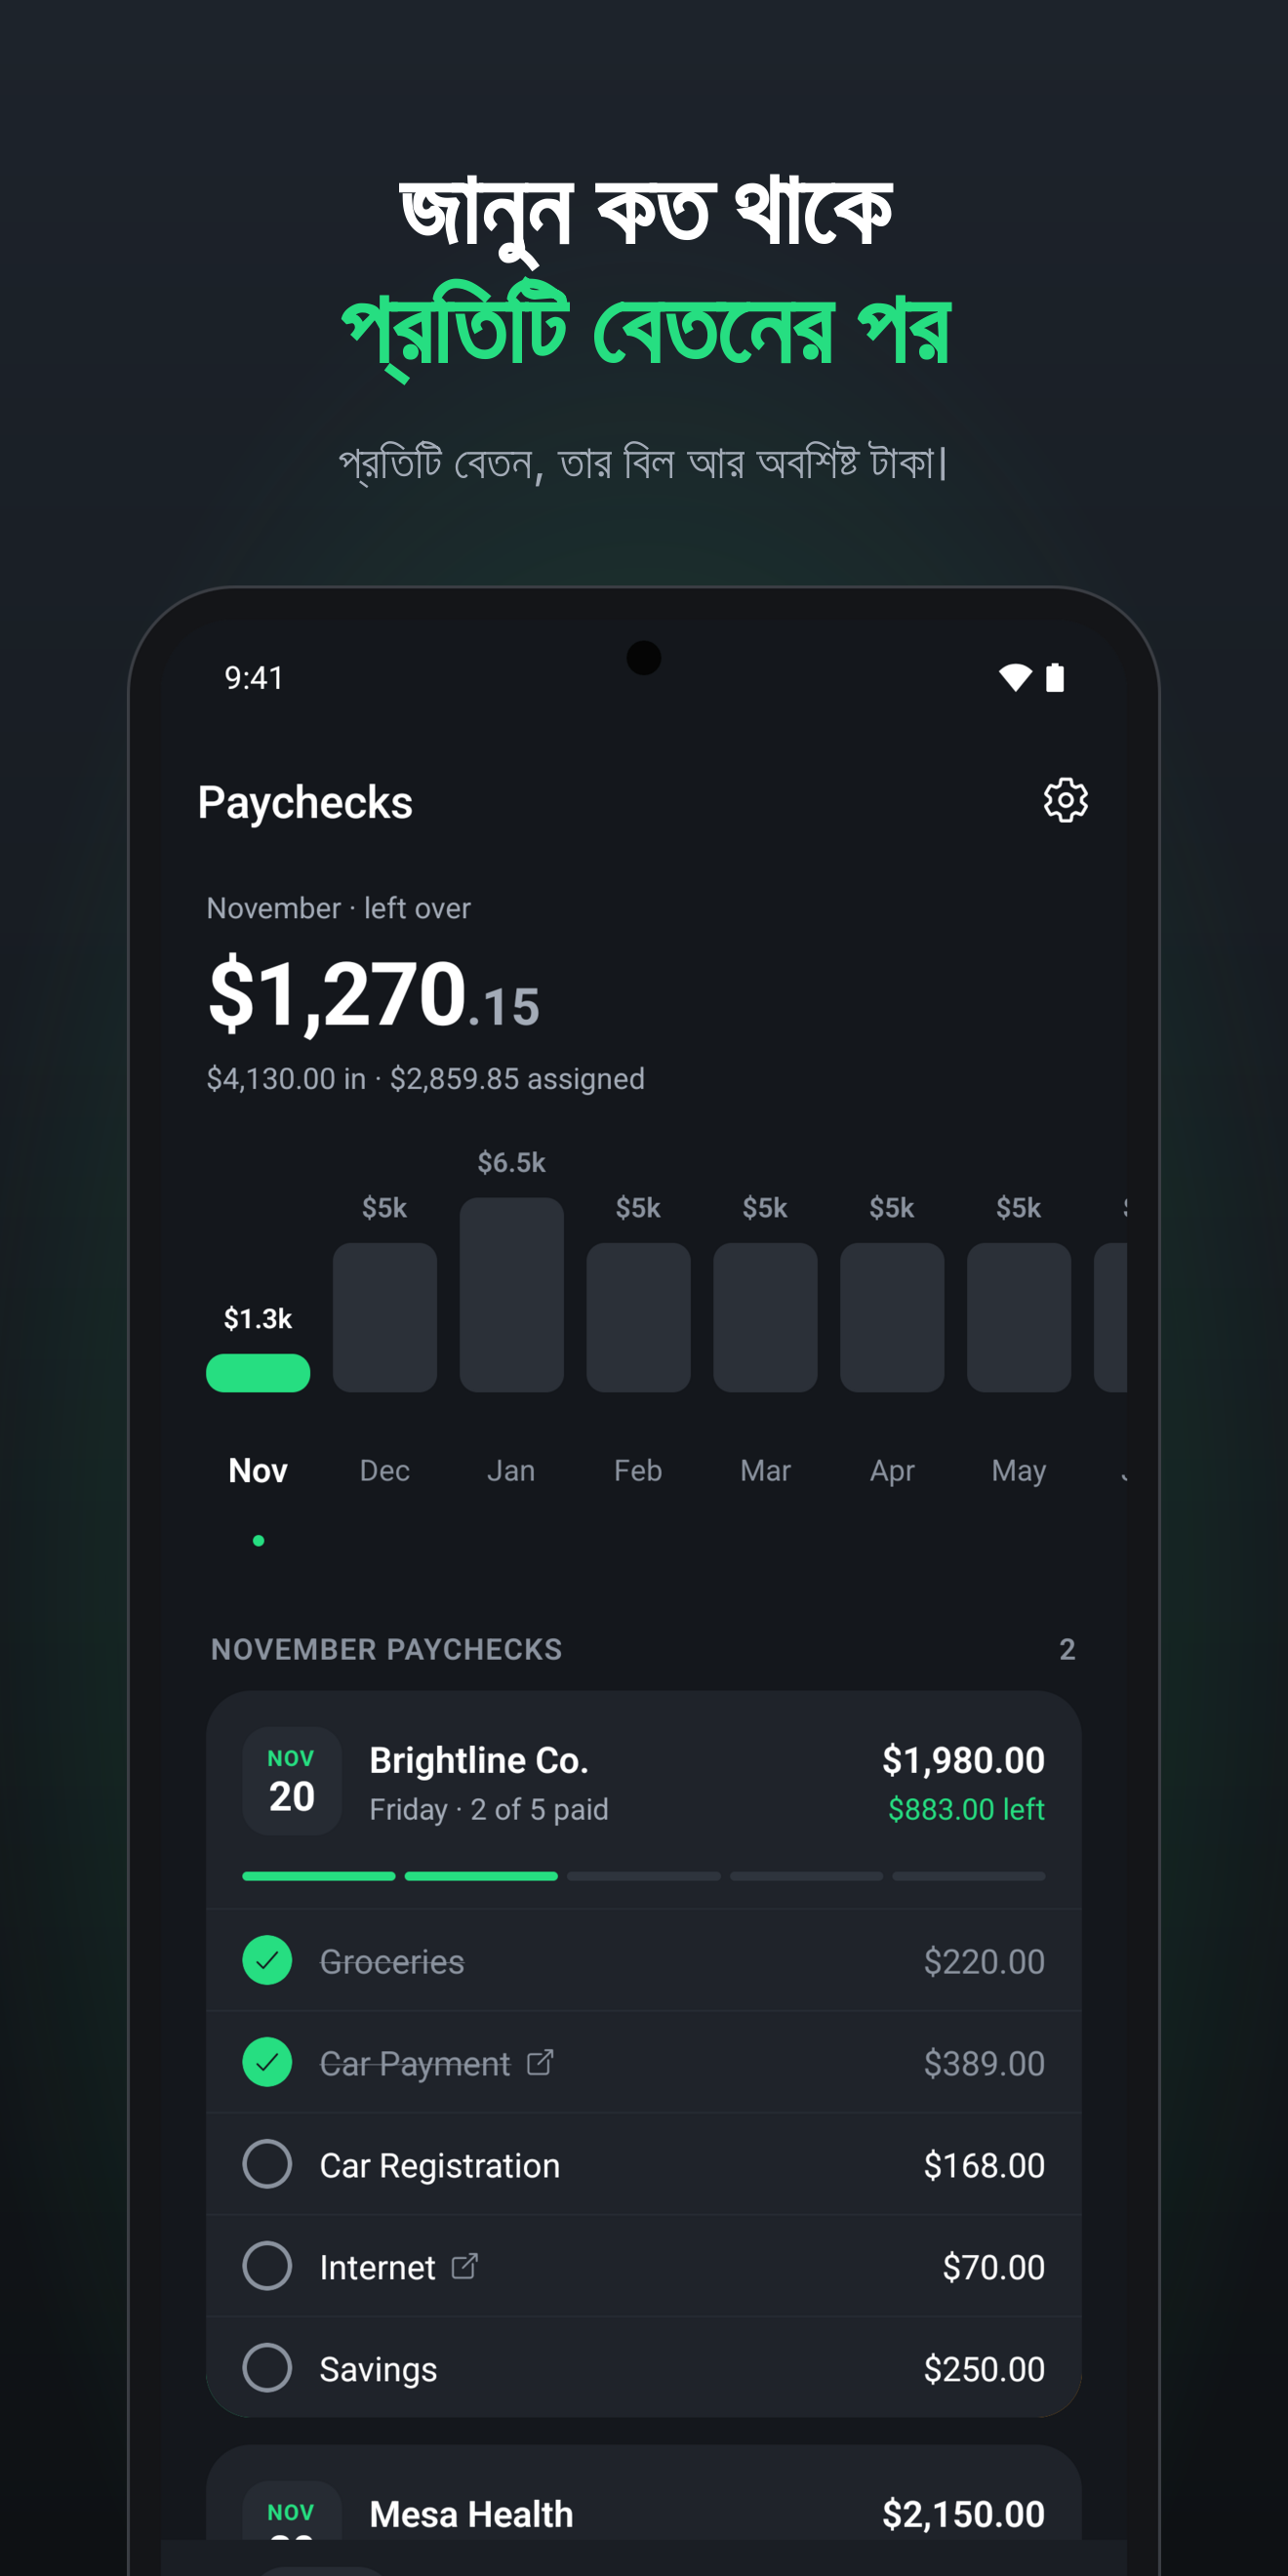 জানুন কত থাকে
প্রতিটি বেতনের পর
প্রতিটি বেতন, তার বিল আর অবশিষ্ট টাকা।
9:41
Paychecks
November · left over
$1,270.15
$4,130.00 in · $2,859.85 assigned
$1.3k $5k $6.5k $5k $5k $5k $5k
Nov Dec Jan Feb Mar Apr May
NOVEMBER PAYCHECKS 2
NOV 20
Brightline Co. $1,980.00
Friday · 2 of 5 paid $883.00 left
Groceries $220.00
Car Payment $389.00
Car Registration $168.00
Internet $70.00
Savings $250.00
NOV
Mesa Health $2,150.00